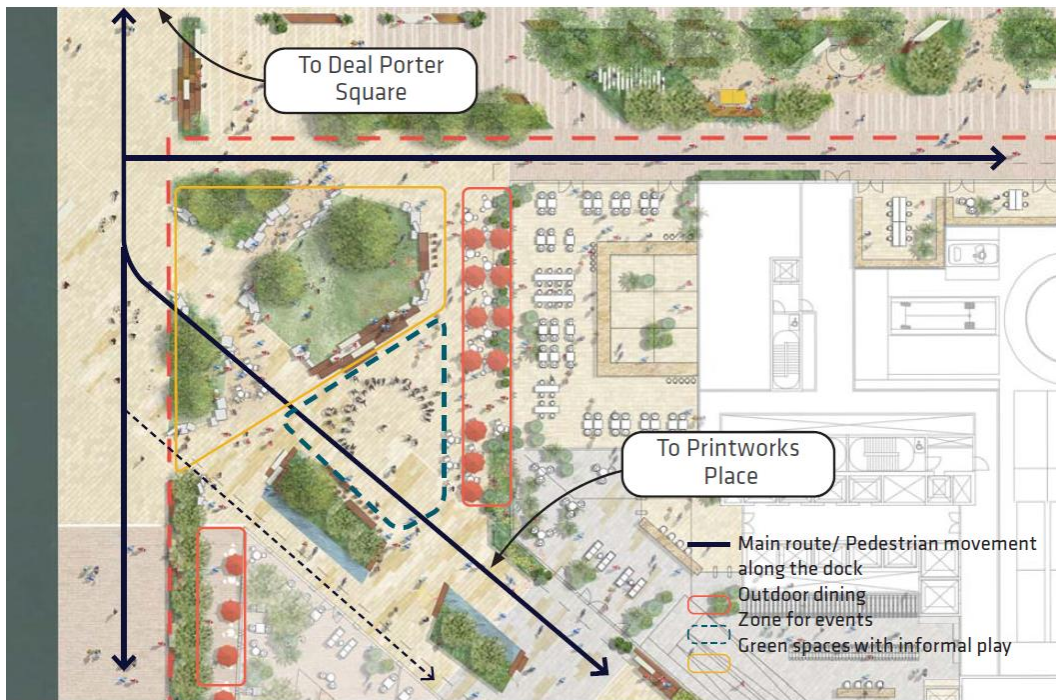 To Deal Porter
Square
To Printworks
Place
Main route/ Pedestrian movement
along the dock
Outdoor dining
Zone for events
Green spaces with informal play